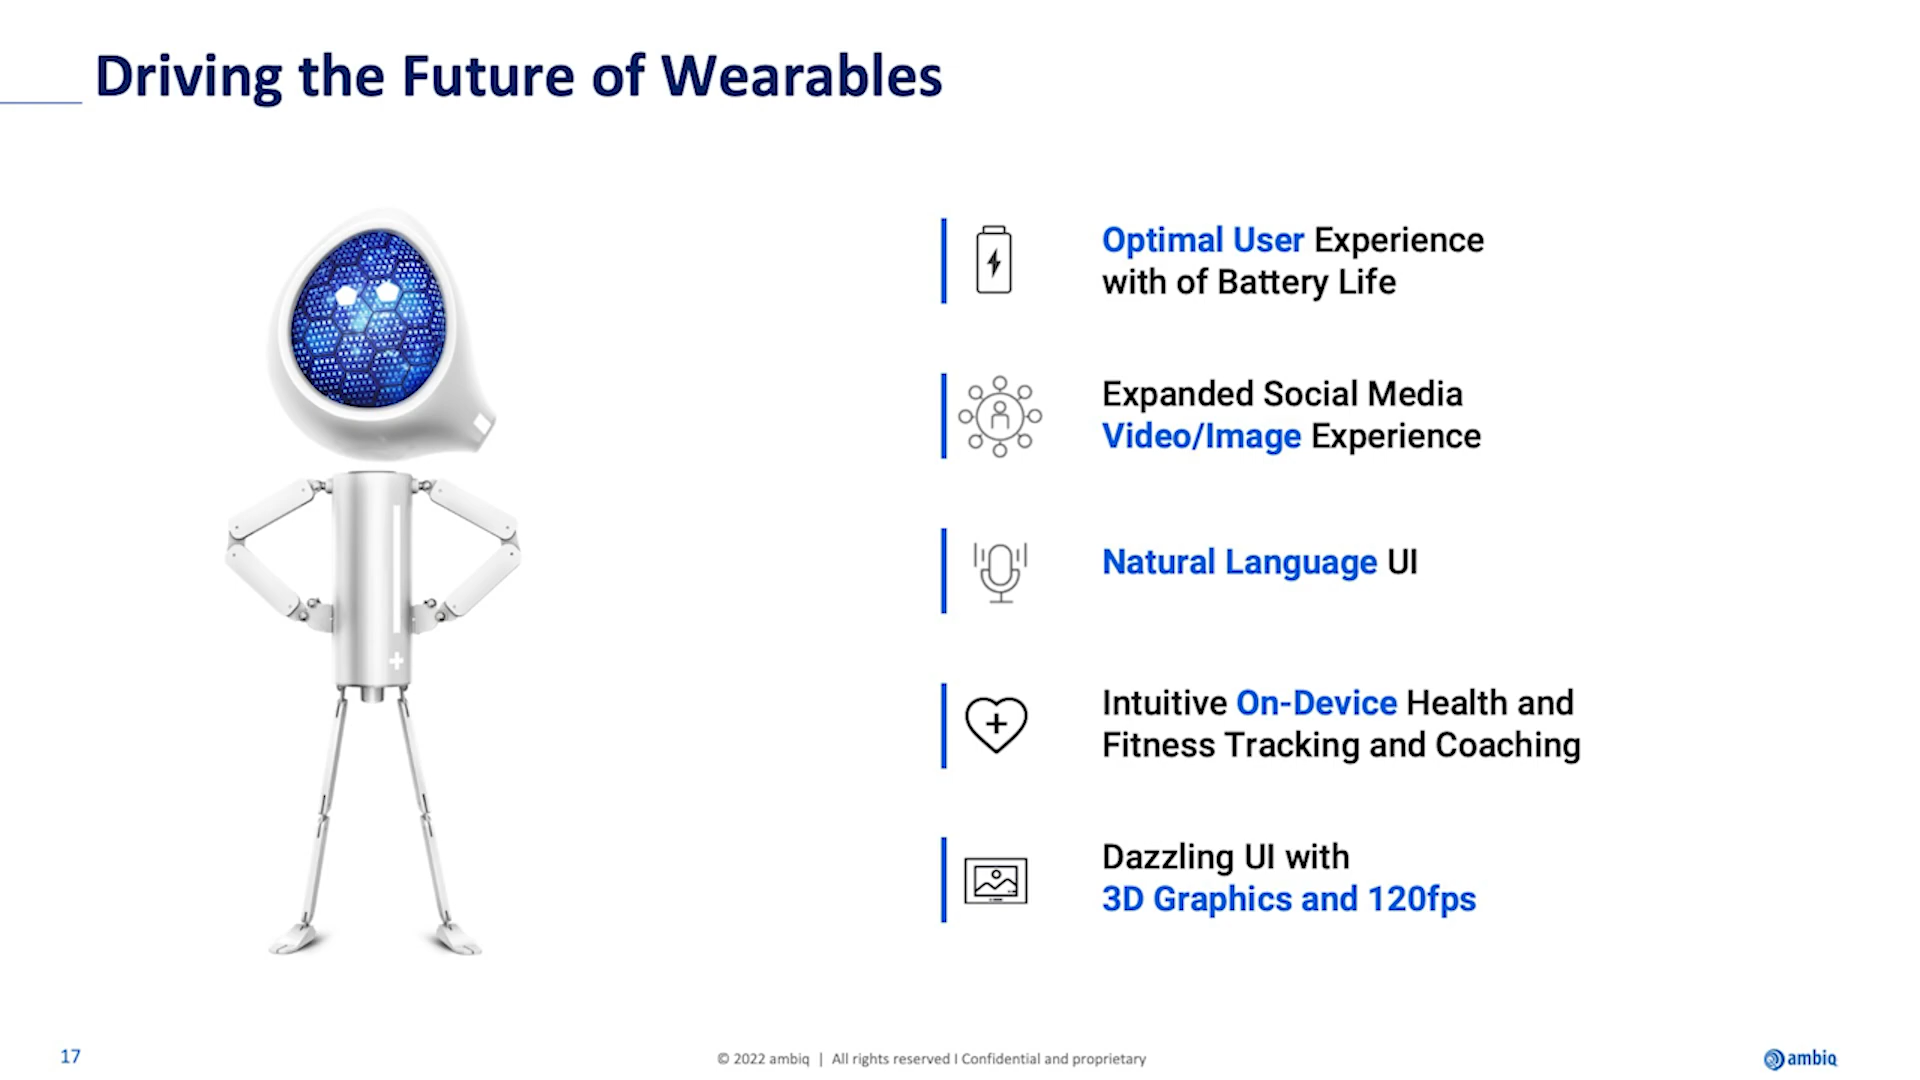 Driving the Future of Wearables
Optimal User Experience
with of Battery Life
Expanded Social Media
Video/Image Experience
Natural Language UI
Intuitive On-Device Health and
Fitness Tracking and Coaching
Dazzling UI with
3D Graphics and 120fps
17
© 2022 ambiq | All rights reserved I Confidential and proprietary
ambiq